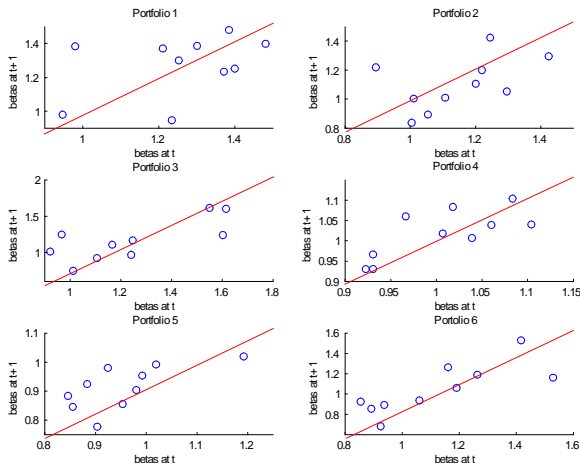 Portfolio 1
1.4
1.2
1
betas at t+ 1
1
1.2
1.4
betas at t
Portfolio 2
1.4
1.2
1
0.8
betas at t+ 1
1
1.2
1.4
betas at t
Portfolio 3
2
1.5
1
betas at t+ 1
1
1.2
1.4
1.6
1.8
betas at t
Portfolio 4
1.1
1.05
1
0.95
0.9
betas at t+ 1
0.9
0.95
1
1.05
1.1
1.15
betas at t
Portfolio 5
1.1
1
0.9
0.8
betas at t+ 1
0.8
0.9
1
1.1
1.2
betas at t
Portfolio 6
1.6
1.4
1.2
1
0.8
0.6
betas at t+ 1
0.8
1
1.2
1.4
1.6
betas at t